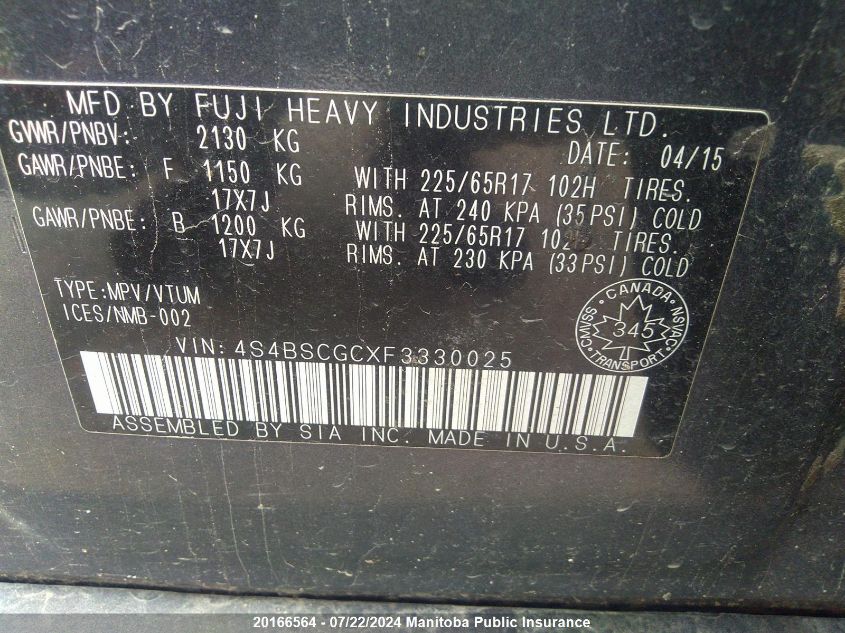 MFD BY FUJI HEAVY INDUSTRIES LTD.
GVWR/PNBV: 2130 KG DATE: 04/15
GAWR/PNBE: F 1150 KG WITH 225/65R17 102H TIRES.
17X7J RIMS. AT 240 KPA (35PSI) COLD
GAWR/PNBE: B 1200 KG WITH 225/65R17 102H TIRES.
17X7J RIMS. AT 230 KPA (33PSI) COLD
TYPE:MPV/VTUM
ICES/NMB-002
CANADA
CMVSS 345 NSVAC
TRANSPORT
VIN: 4S4BSCGCXF3330025
ASSEMBLED BY SIA INC. MADE IN U.S.A.
20166564 / 07/22/2024 Manitoba Public Insurance